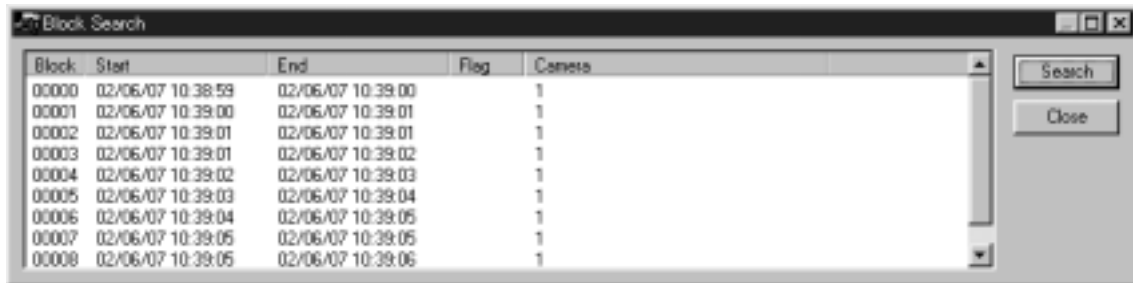 Block Search
Block Start End Flag Camera
00000 02/06/07 10:38:59 02/06/07 10:39:00 1
00001 02/06/07 10:39:00 02/06/07 10:39:01 1
00002 02/06/07 10:39:01 02/06/07 10:39:01 1
00003 02/06/07 10:39:01 02/06/07 10:39:02 1
00004 02/06/07 10:39:02 02/06/07 10:39:03 1
00005 02/06/07 10:39:03 02/06/07 10:39:04 1
00006 02/06/07 10:39:04 02/06/07 10:39:05 1
00007 02/06/07 10:39:05 02/06/07 10:39:05 1
00008 02/06/07 10:39:05 02/06/07 10:39:06 1
Search
Close